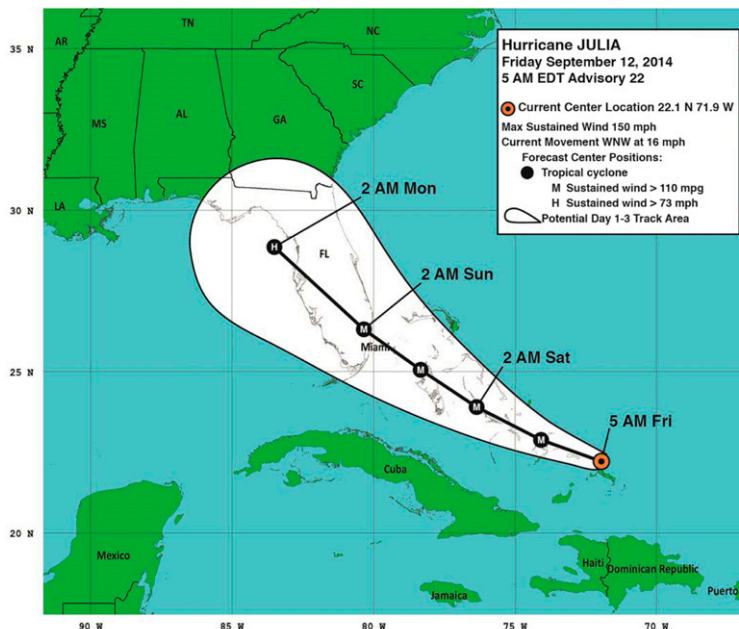 35 N
30 N
25 N
20 N
90 W
85 W
80 W
75 W
70 W
TN
NC
AR
SC
MS
AL
GA
LA
FL
Miami
Cuba
Mexico
Jamaica
Haiti
Dominican Republic
Puerto
2 AM Mon
2 AM Sun
2 AM Sat
5 AM Fri
H
M
M
M
M
Hurricane JULIA
Friday September 12, 2014
5 AM EDT Advisory 22
Current Center Location 22.1 N 71.9 W
Max Sustained Wind 150 mph
Current Movement WNW at 16 mph
Forecast Center Positions:
Tropical cyclone
M Sustained wind > 110 mpg
H Sustained wind > 73 mph
Potential Day 1-3 Track Area